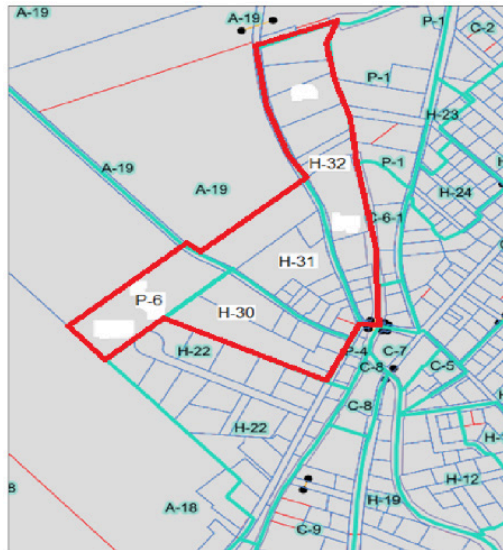 A-19
A-19
P-1
C-2
P-1
H-23
A-19
H-32
P-1
H-24
A-19
C-6-1
H-31
P-6
H-30
H-22
P-4
C-7
C-8
C-5
C-8
H-22
H-12
A-18
H-19
C-9